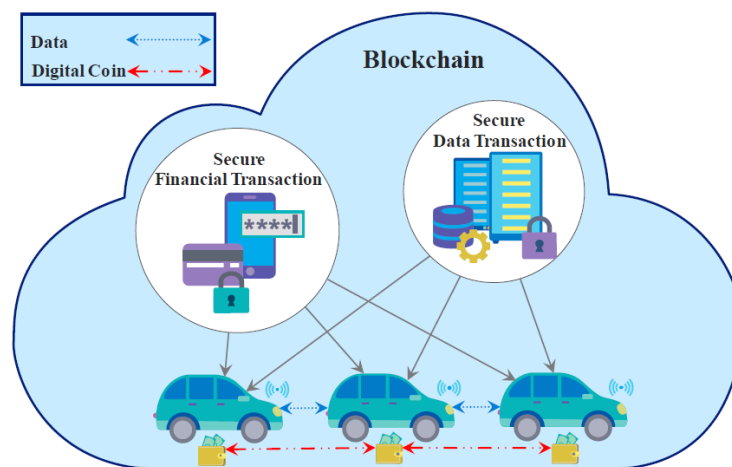 Data
Digital Coin
Blockchain
Secure
Financial Transaction
Secure
Data Transaction
****